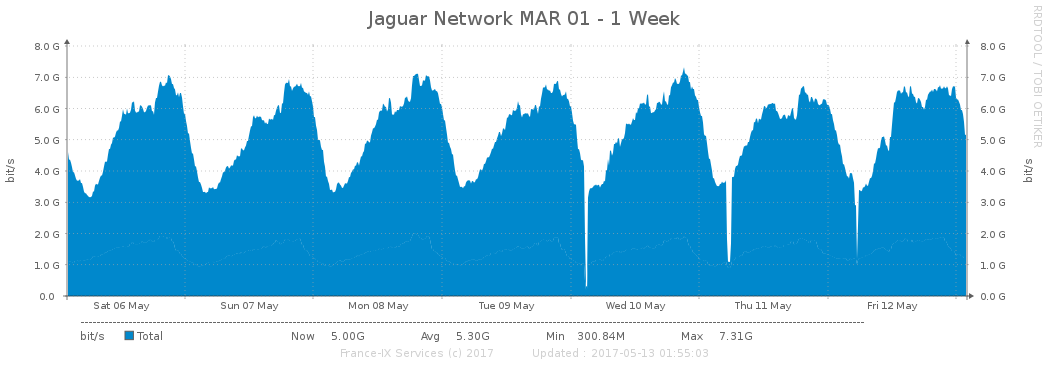 Jaguar Network MAR 01 - 1 Week
RRDTOOL / TOBI OETIKER
bit/s
8.0 G 8.0 G
7.0 G 7.0 G
6.0 G 6.0 G
5.0 G 5.0 G
4.0 G 4.0 G
3.0 G 3.0 G
2.0 G 2.0 G
1.0 G 1.0 G
0.0 0.0 G
bit/s
Sat 06 May Sun 07 May Mon 08 May Tue 09 May Wed 10 May Thu 11 May Fri 12 May
bit/s Total Now 5.00G Avg 5.30G Min 300.84M Max 7.31G
France-IX Services (c) 2017 Updated : 2017-05-13 01:55:03